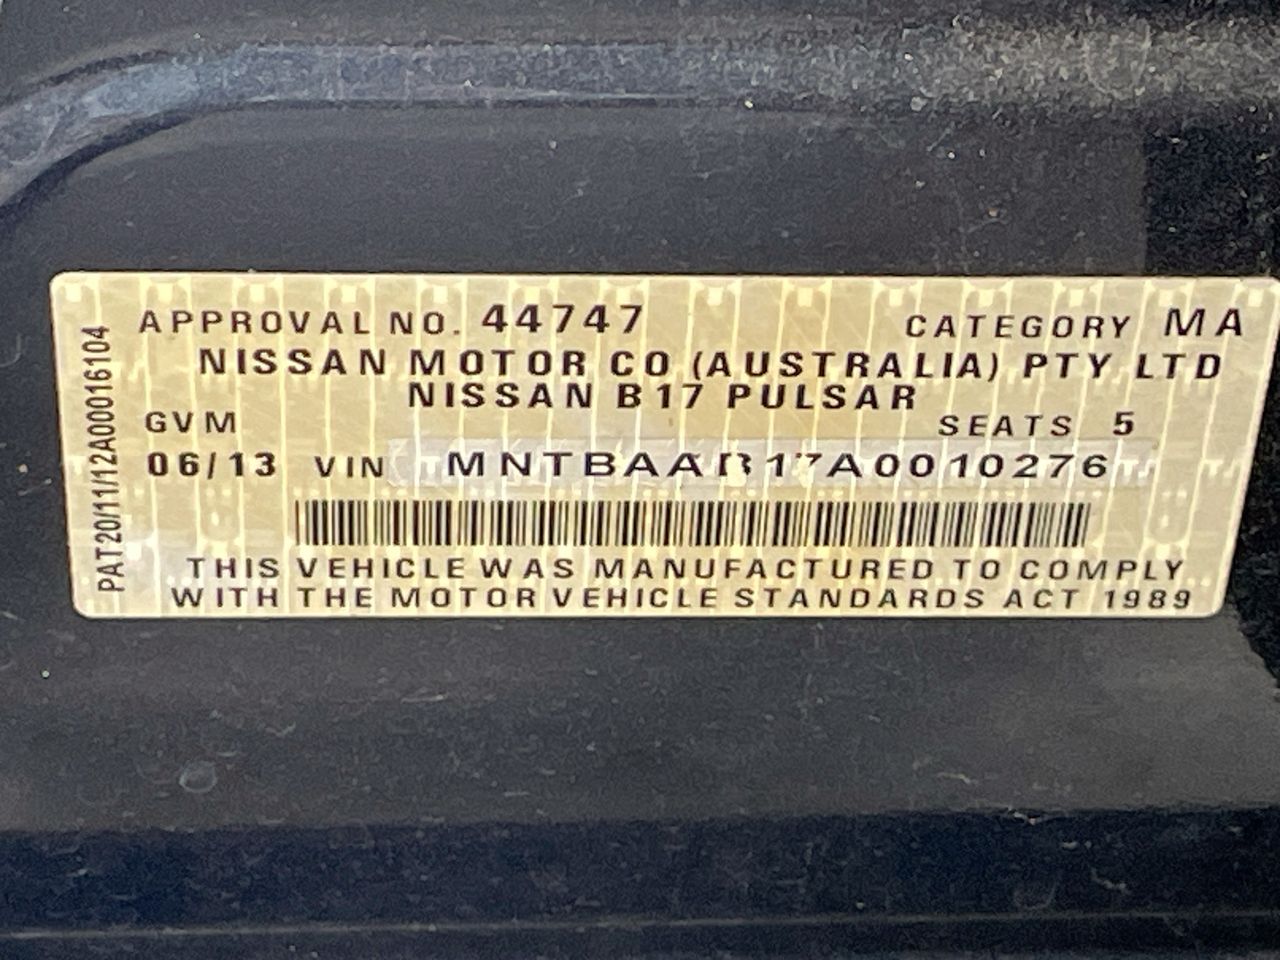 APPROVAL NO. 44747 CATEGORY MA
NISSAN MOTOR CO (AUSTRALIA) PTY LTD
NISSAN B17 PULSAR
GVM SEATS 5
06/13 VIN MNTBAAB17A0010276
THIS VEHICLE WAS MANUFACTURED TO COMPLY
WITH THE MOTOR VEHICLE STANDARDS ACT 1989
PAT20/11/12A00016104